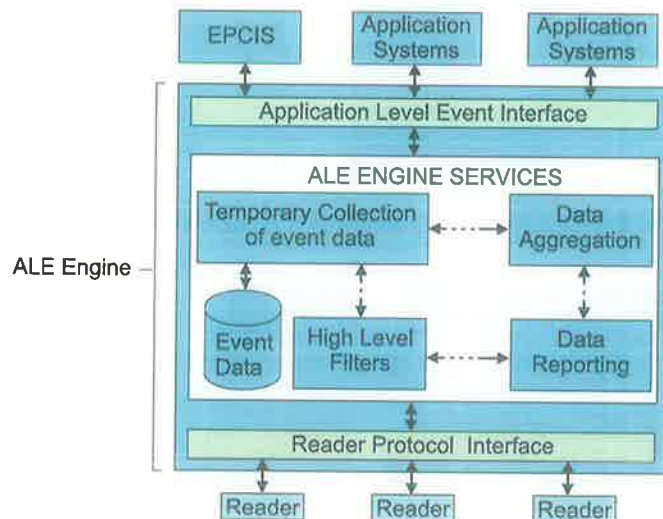 EPCIS
Application
Systems
Application
Systems
Application Level Event Interface
ALE ENGINE SERVICES
Temporary Collection
of event data
Data
Aggregation
ALE Engine
Event
Data
High Level
Filters
Data
Reporting
Reader Protocol Interface
Reader
Reader
Reader